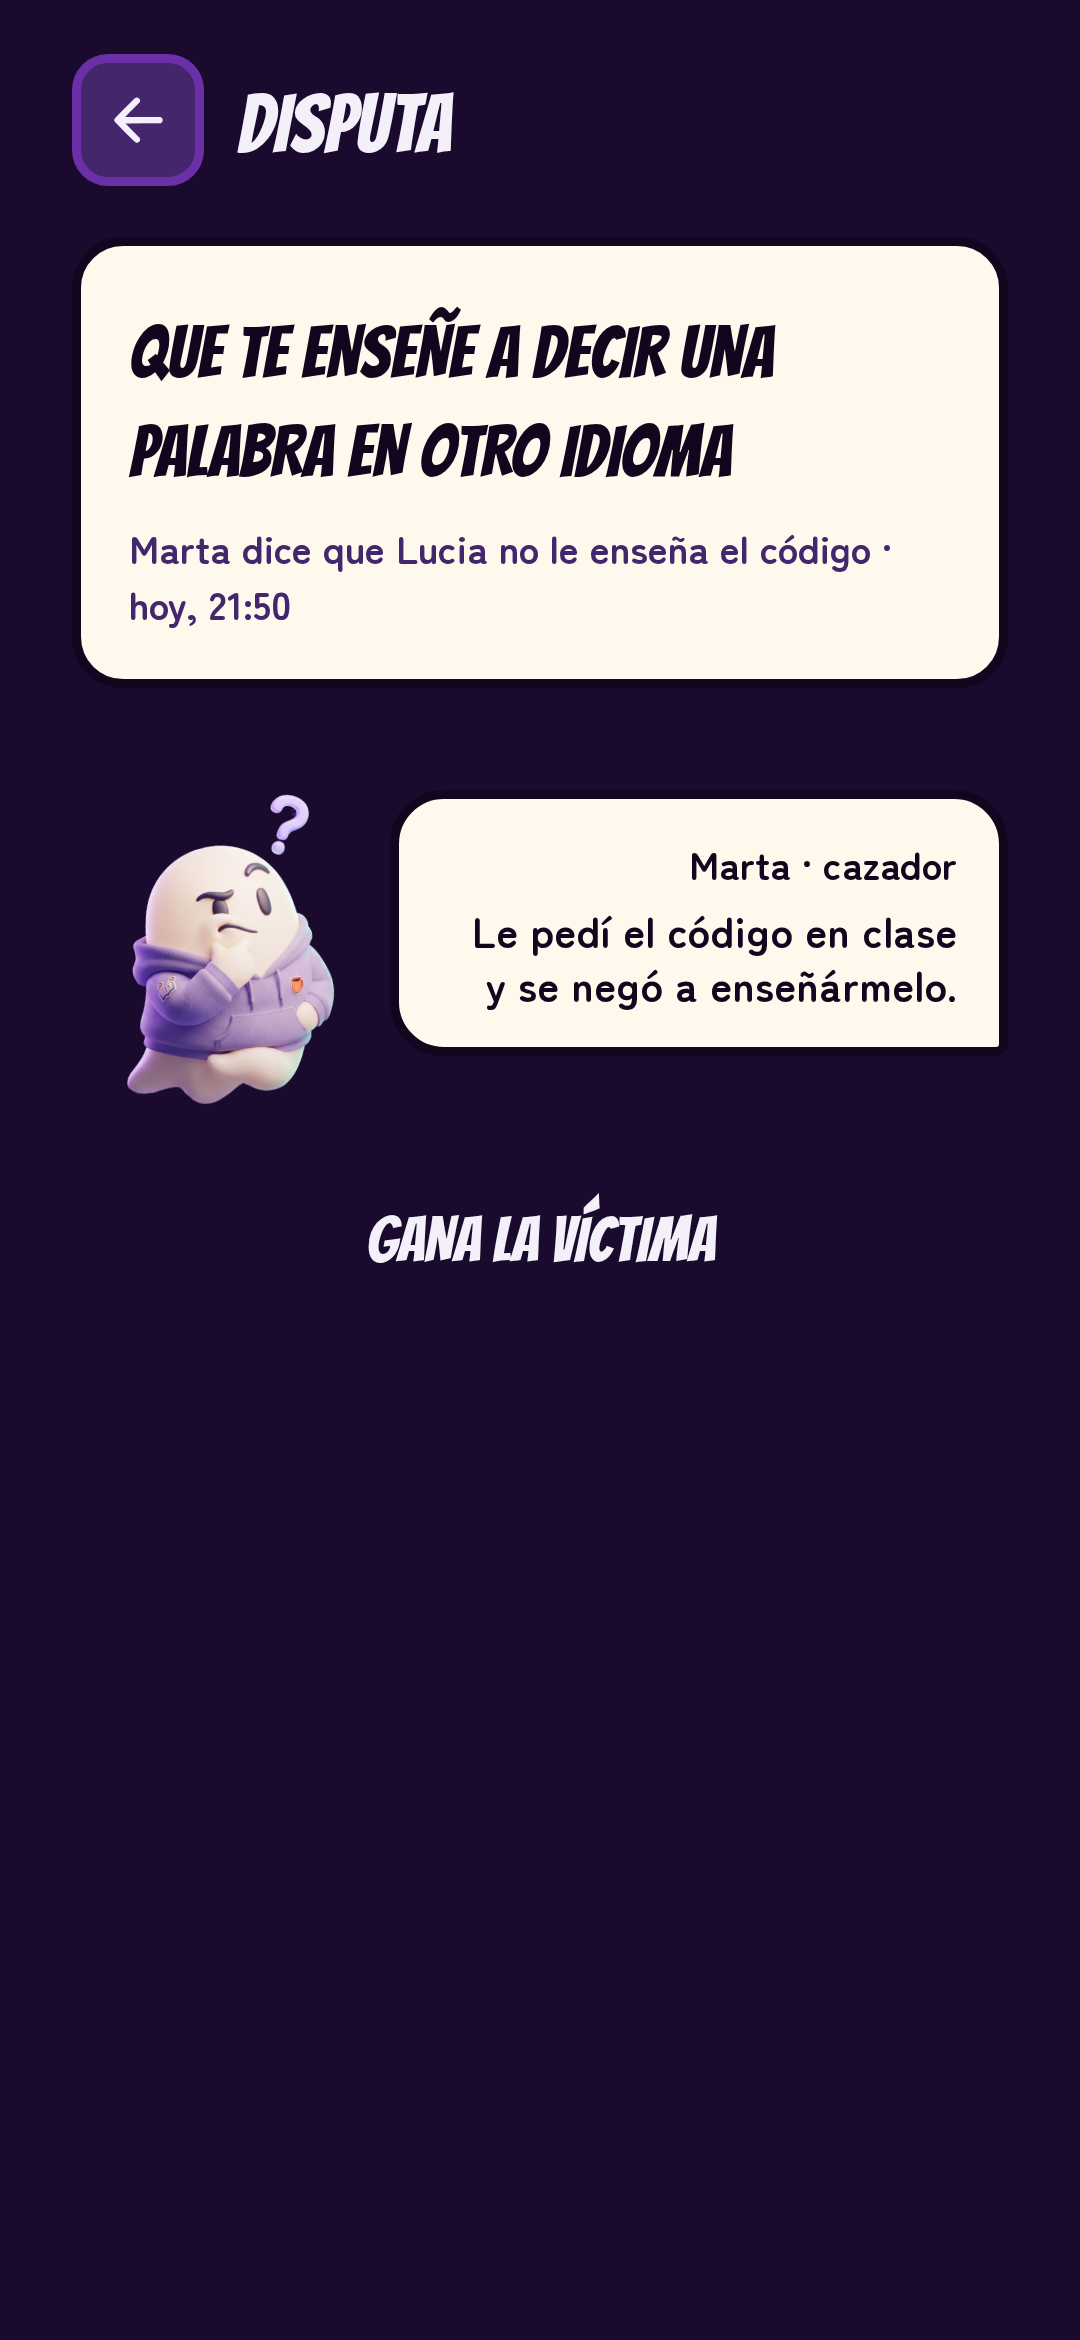 DISPUTA
QUE TE ENSEÑE A DECIR UNA
PALABRA EN OTRO IDIOMA
Marta dice que Lucia no le enseña el código ·
hoy, 21:50
?
Marta · cazador
Le pedí el código en clase
y se negó a enseñármelo.
GANA LA VÍCTIMA